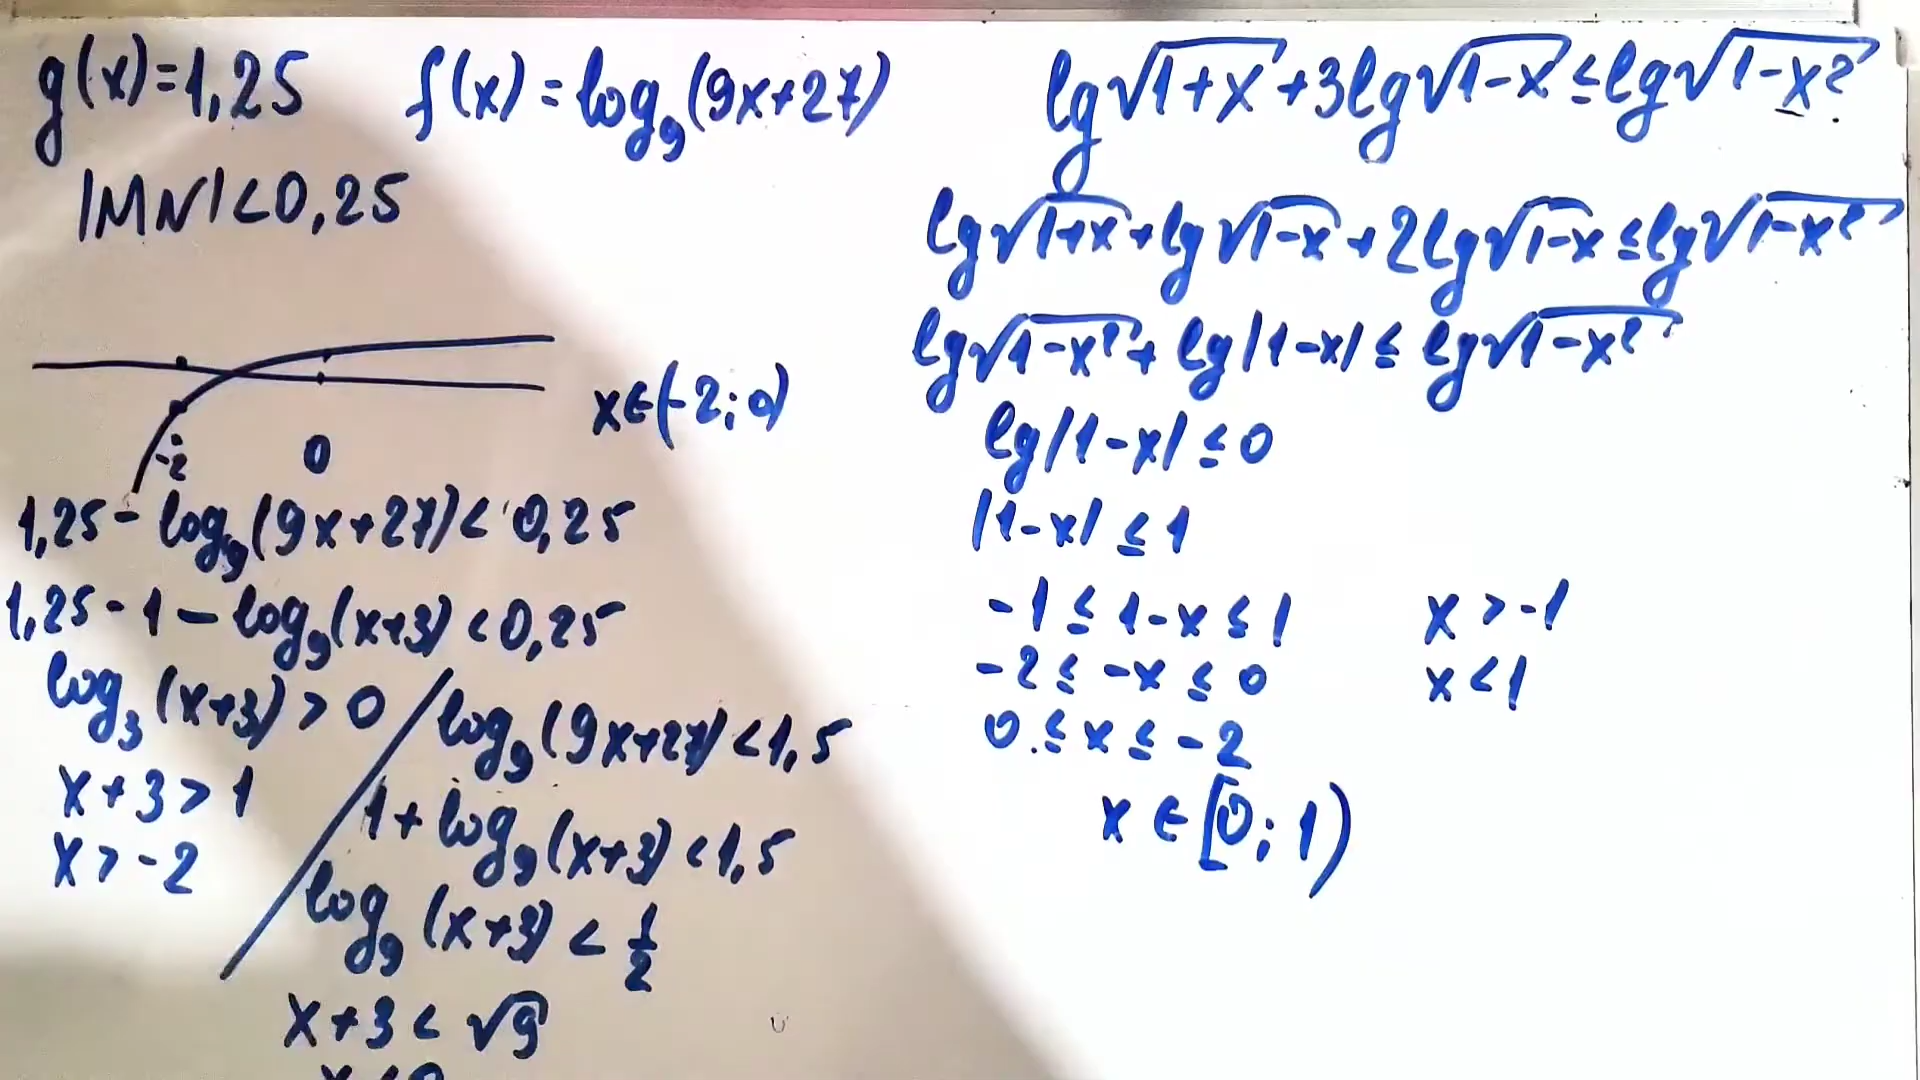 g(x)=1,25 f(x)=log₉(9x+27)
|MN|<0,25
-2 0 x∈(-2;0)
1,25-log₉(9x+27)<0,25
1,25-1-log₉(x+3)<0,25
log₃(x+3)>0
x+3>1
x>-2
log₉(9x+27)<1,5
1+log₉(x+3)<1,5
log₉(x+3)<1/2
x+3<√9
lg√(1+x)+3lg√(1-x)≤lg√(1-x²)
lg√(1+x)+lg√(1-x)+2lg√(1-x)≤lg√(1-x²)
lg√(1-x²)+lg|1-x|≤lg√(1-x²)
lg|1-x|≤0
|1-x|≤1
-1≤1-x≤1 x>-1
-2≤-x≤0 x<1
0≤x≤-2
x∈[0;1)